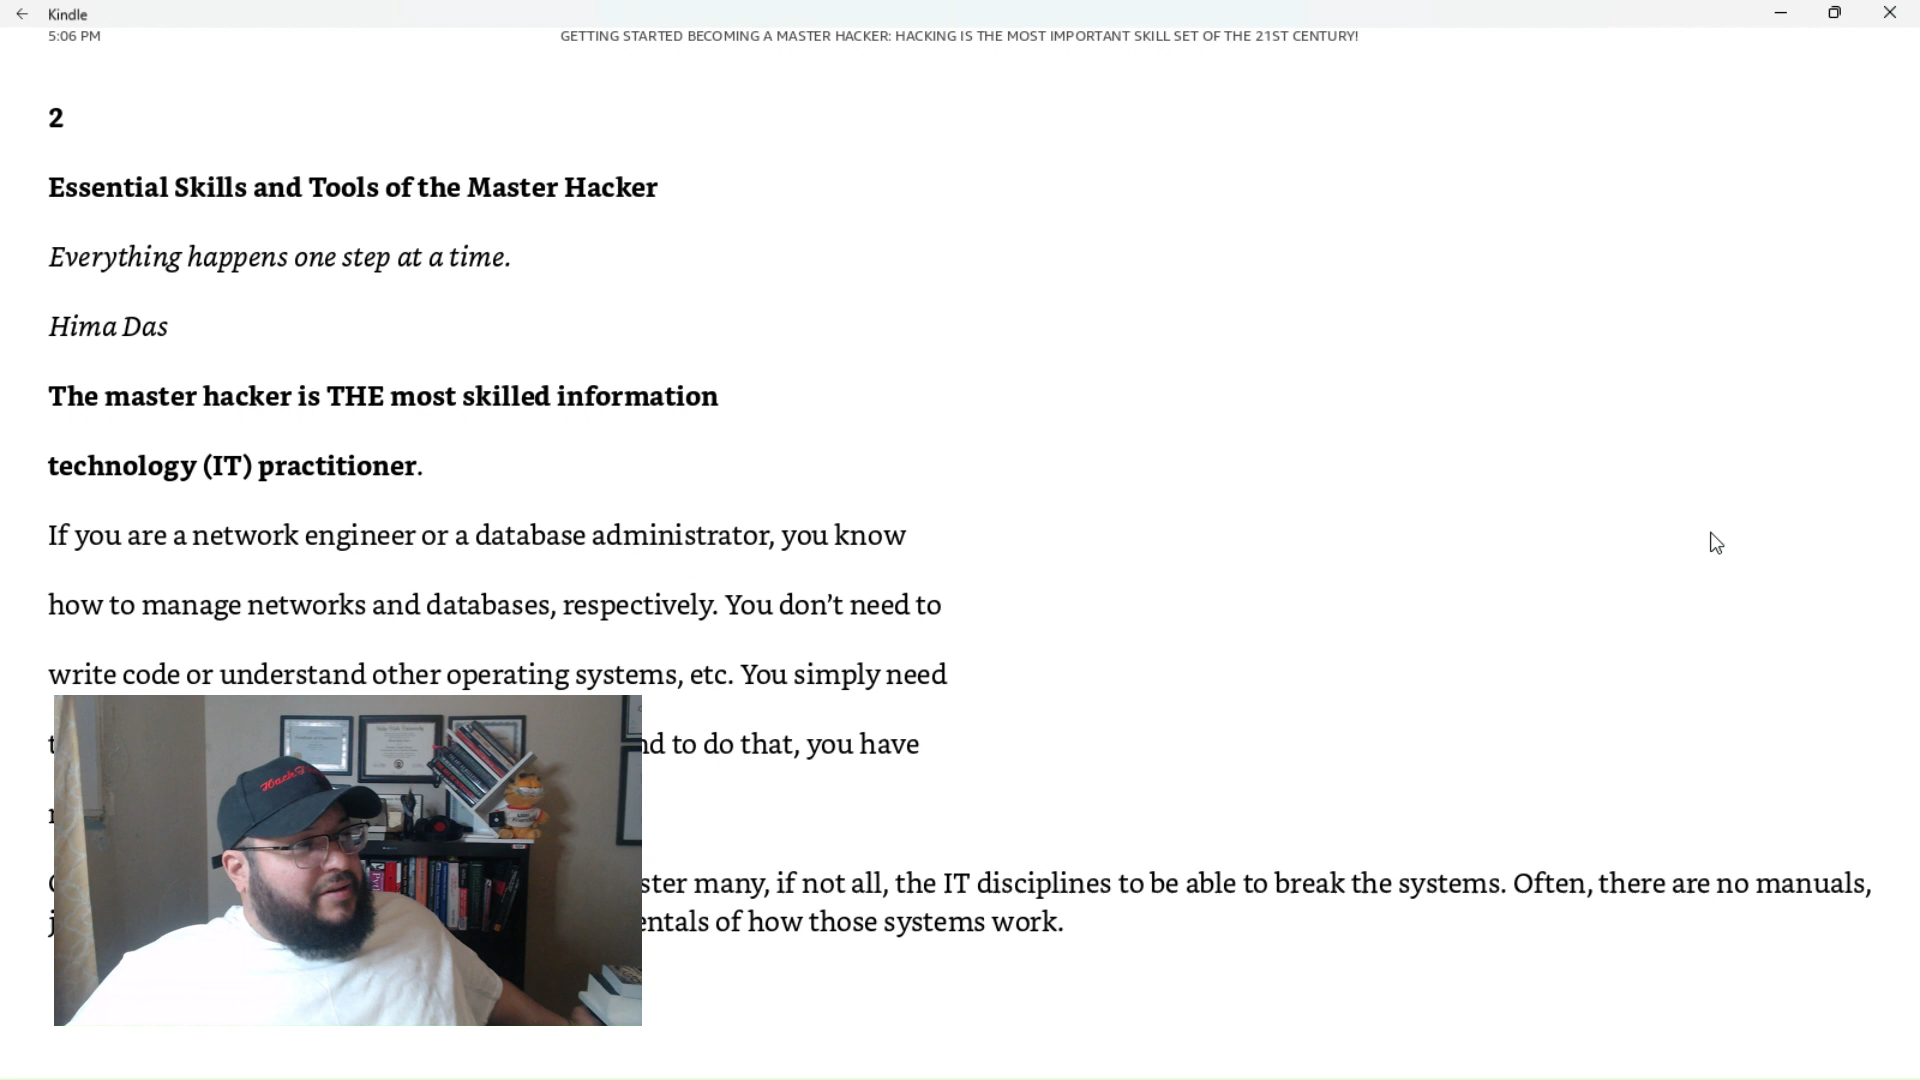 Kindle
5:06 PM
GETTING STARTED BECOMING A MASTER HACKER: HACKING IS THE MOST IMPORTANT SKILL SET OF THE 21ST CENTURY!
2
Essential Skills and Tools of the Master Hacker
Everything happens one step at a time.
Hima Das
The master hacker is THE most skilled information
technology (IT) practitioner.
If you are a network engineer or a database administrator, you know
how to manage networks and databases, respectively. You don’t need to
write code or understand other operating systems, etc. You simply need
to do that, you have
many, if not all, the IT disciplines to be able to break the systems. Often, there are no manuals,
of how those systems work.